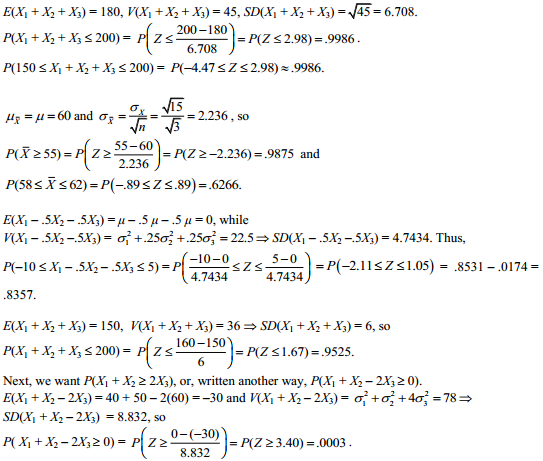 E(X₁ + X₂ + X₃) = 180, V(X₁ + X₂ + X₃) = 45, SD(X₁ + X₂ + X₃) = √45 = 6.708.
P(X₁ + X₂ + X₃ ≤ 200) = P(Z ≤ (200 − 180)/6.708) = P(Z ≤ 2.98) = .9986.
P(150 ≤ X₁ + X₂ + X₃ ≤ 200) = P(−4.47 ≤ Z ≤ 2.98) ≈ .9986.
μ_X̄ = μ = 60 and σ_X̄ = σ_X/√n = √15/√3 = 2.236, so
P(X̄ ≥ 55) = P(Z ≥ (55 − 60)/2.236) = P(Z ≥ −2.236) = .9875 and
P(58 ≤ X̄ ≤ 62) = P(−.89 ≤ Z ≤ .89) = .6266.
E(X₁ − .5X₂ − .5X₃) = μ − .5 μ − .5 μ = 0, while
V(X₁ − .5X₂ − .5X₃) = σ₁² + .25σ₂² + .25σ₃² = 22.5 ⇒ SD(X₁ − .5X₂ − .5X₃) = 4.7434. Thus,
P(−10 ≤ X₁ − .5X₂ − .5X₃ ≤ 5) = P((−10 − 0)/4.7434 ≤ Z ≤ (5 − 0)/4.7434) = P(−2.11 ≤ Z ≤ 1.05) = .8531 − .0174 =
.8357.
E(X₁ + X₂ + X₃) = 150, V(X₁ + X₂ + X₃) = 36 ⇒ SD(X₁ + X₂ + X₃) = 6, so
P(X₁ + X₂ + X₃ ≤ 200) = P(Z ≤ (160 − 150)/6) = P(Z ≤ 1.67) = .9525.
Next, we want P(X₁ + X₂ ≥ 2X₃), or, written another way, P(X₁ + X₂ − 2X₃ ≥ 0).
E(X₁ + X₂ − 2X₃) = 40 + 50 − 2(60) = −30 and V(X₁ + X₂ − 2X₃) = σ₁² + σ₂² + 4σ₃² = 78 ⇒
SD(X₁ + X₂ − 2X₃) = 8.832, so
P( X₁ + X₂ − 2X₃ ≥ 0) = P(Z ≥ (0 − (−30))/8.832) = P(Z ≥ 3.40) = .0003.